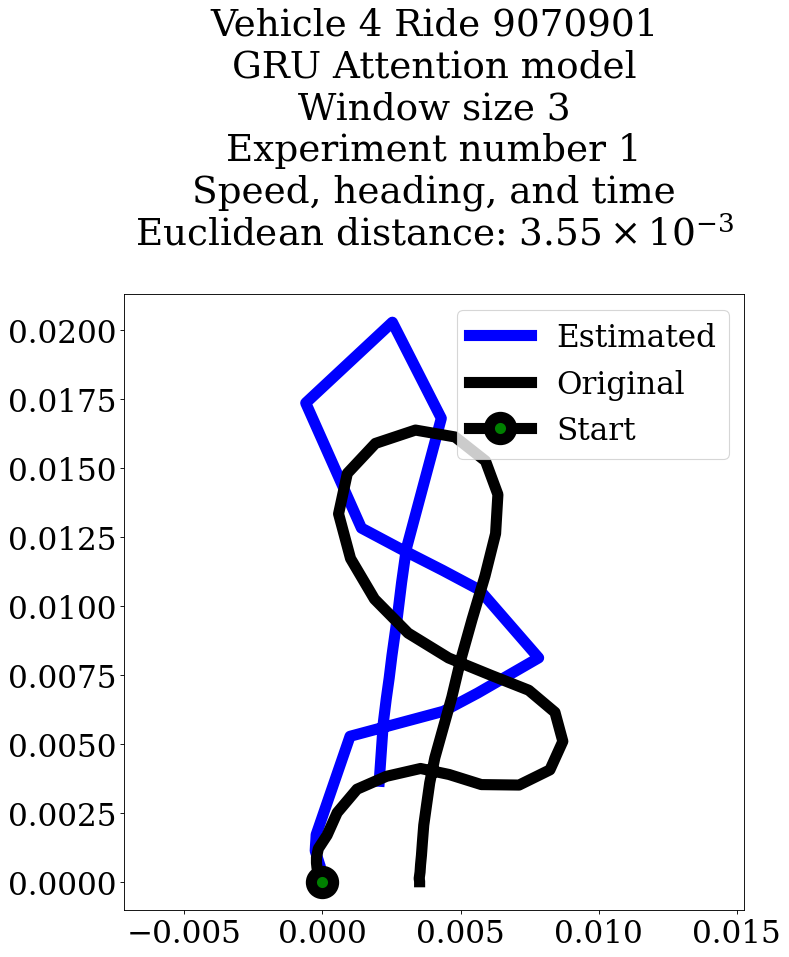 Vehicle 4 Ride 9070901
GRU Attention model
Window size 3
Experiment number 1
Speed, heading, and time
Euclidean distance: 3.55 × 10⁻³
Estimated
Original
Start
0.0200
0.0175
0.0150
0.0125
0.0100
0.0075
0.0050
0.0025
0.0000
−0.005 0.000 0.005 0.010 0.015